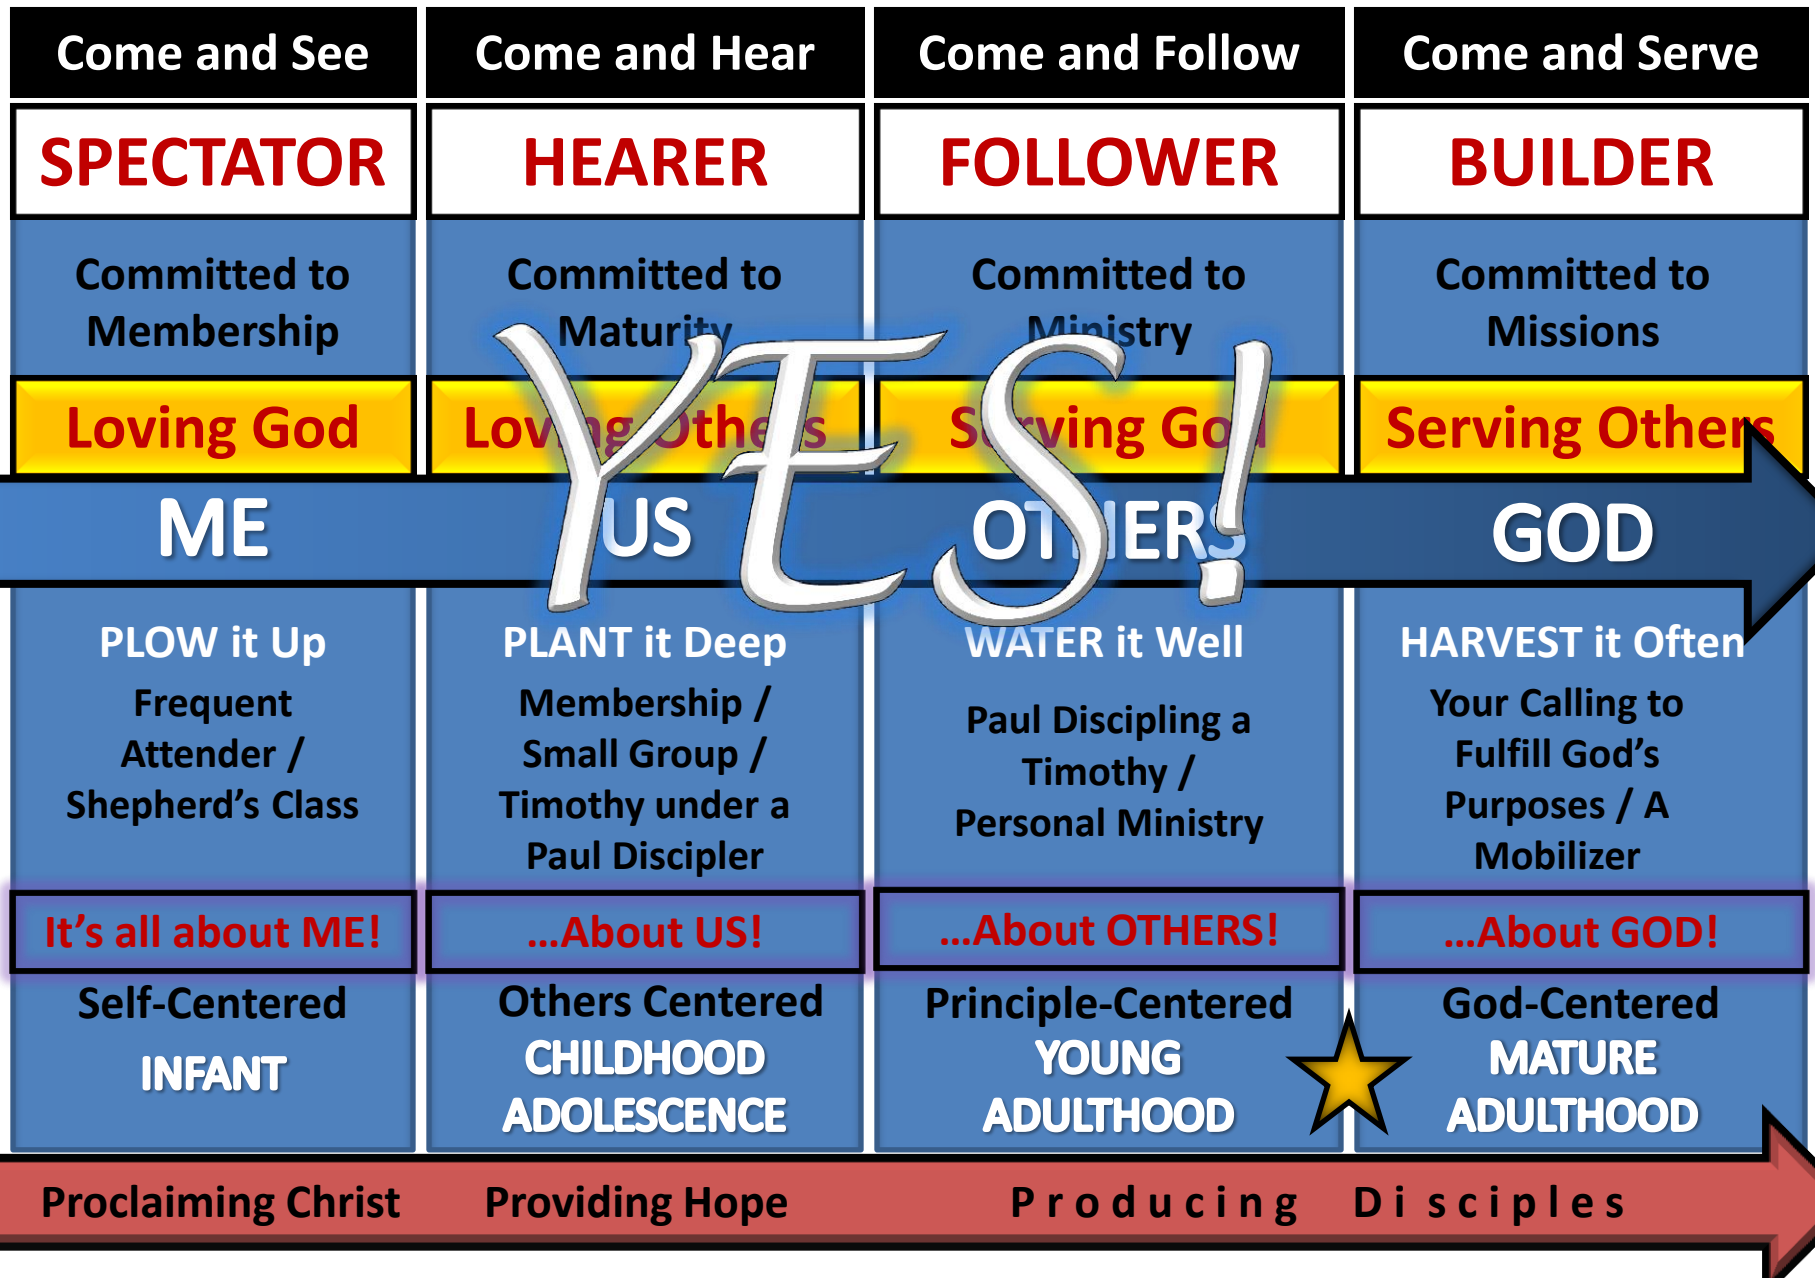 Come and See
Come and Hear
Come and Follow
Come and Serve
SPECTATOR
HEARER
FOLLOWER
BUILDER
Committed to
Membership
Committed to
Maturity
Committed to
Ministry
Committed to
Missions
Loving God
Loving Others
Serving God
Serving Others
YES!
ME
US
OTHERS
GOD
PLOW it Up
Frequent
Attender /
Shepherd's Class
PLANT it Deep
Membership /
Small Group /
Timothy under a
Paul Discipler
WATER it Well
Paul Discipling a
Timothy /
Personal Ministry
HARVEST it Often
Your Calling to
Fulfill God's
Purposes / A
Mobilizer
It's all about ME!
...About US!
...About OTHERS!
...About GOD!
Self-Centered
INFANT
Others Centered
CHILDHOOD
ADOLESCENCE
Principle-Centered
YOUNG
ADULTHOOD
God-Centered
MATURE
ADULTHOOD
Proclaiming Christ
Providing Hope
Producing Disciples